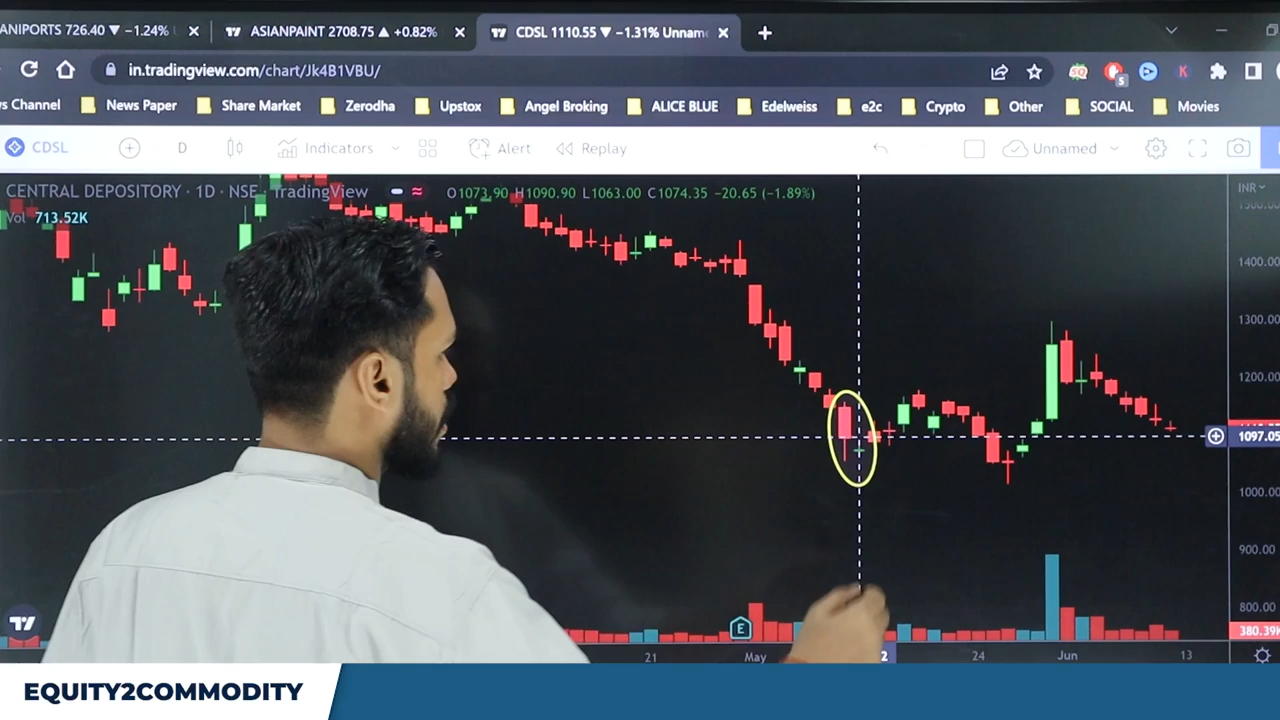 ANIPORTS 726.40 ▼ −1.24% ASIANPAINT 2708.75 ▲ +0.82% CDSL 1110.55 ▼ −1.31% Unnam
in.tradingview.com/chart/Jk4B1VBU/
s Channel News Paper Share Market Zerodha Upstox Angel Broking ALICE BLUE Edelweiss e2c Crypto Other SOCIAL Movies
CDSL D Indicators Alert Replay Unnamed
CENTRAL DEPOSITORY · 1D · NSE · TradingView O1073.90 H1090.90 L1063.00 C1074.35 −20.65 (−1.89%) INR
Vol 713.52K
1400.00
1300.00
1200.00
1097.05
1000.00
900.00
800.00
E
380.39K
21 May 2 24 Jun 13
EQUITY2COMMODITY